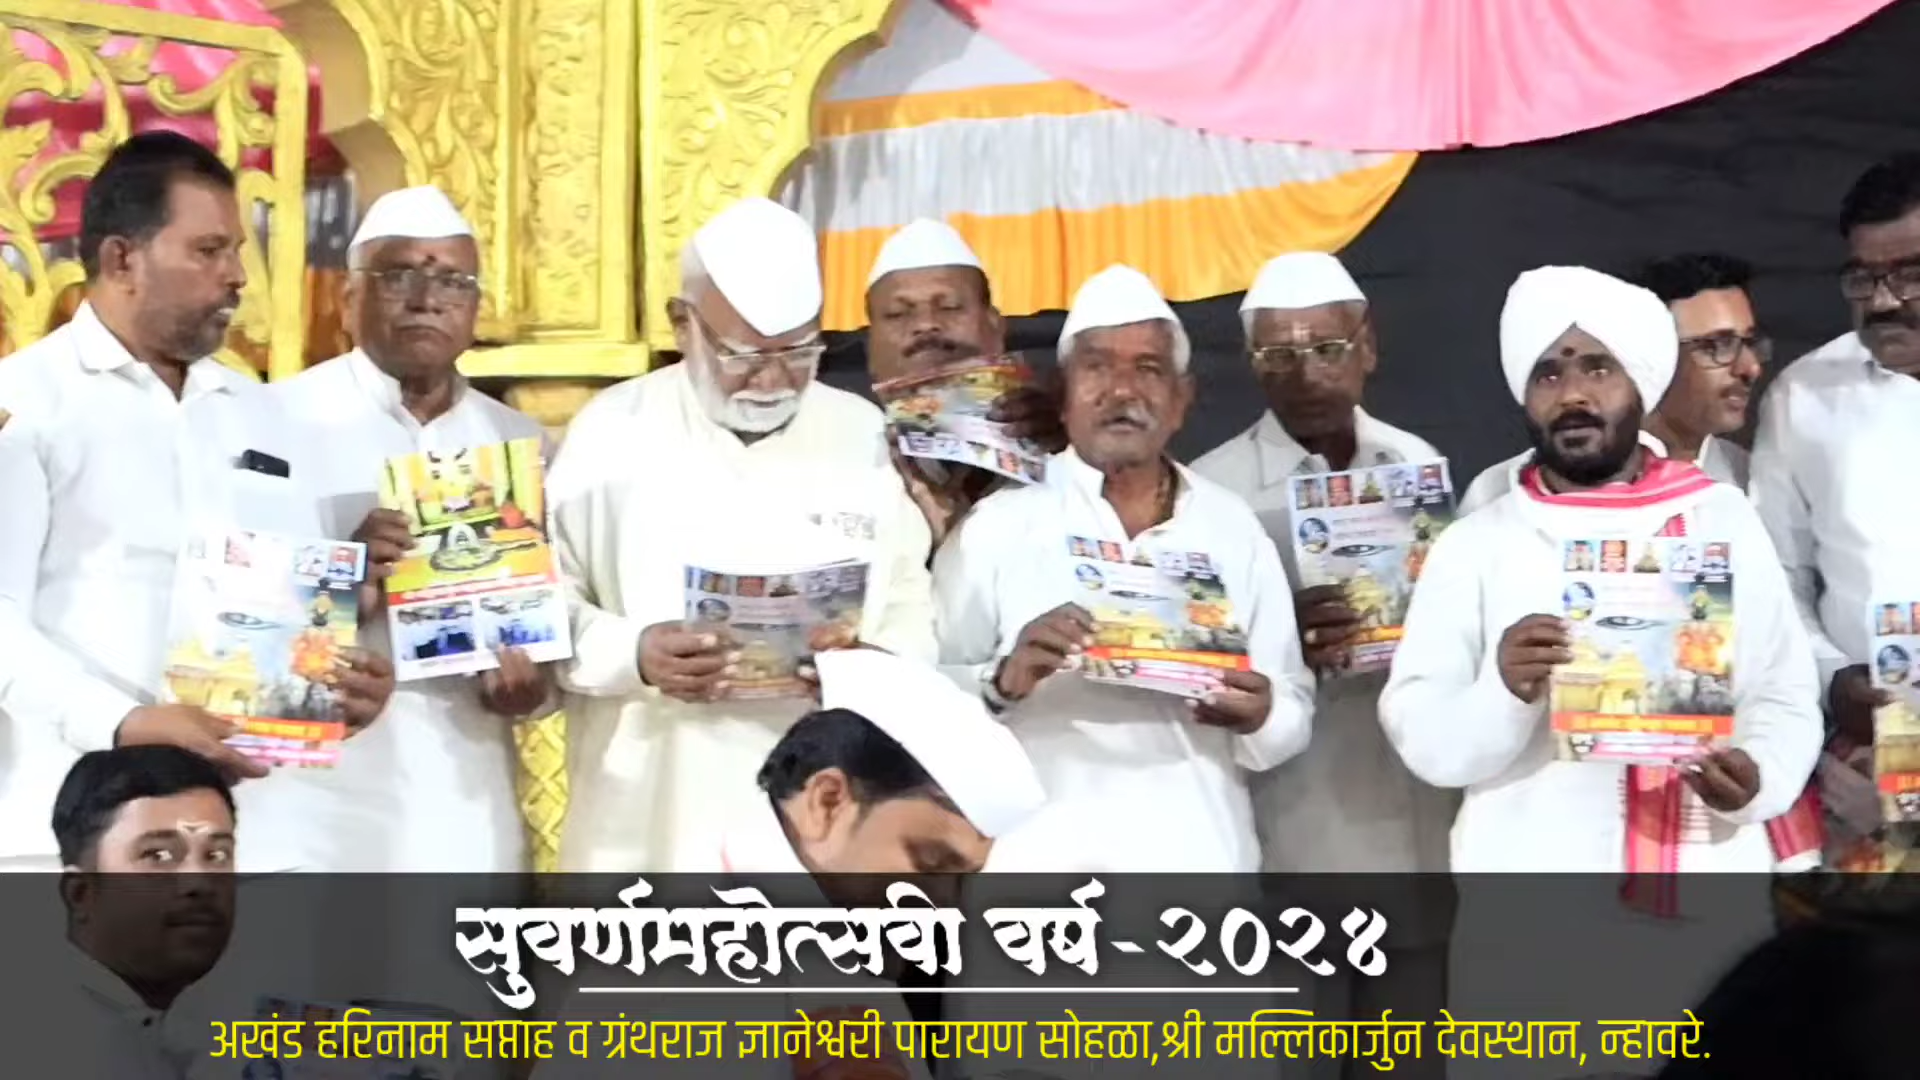 सुवर्णमहोत्सवी वर्ष-२०२४
अखंड हरिनाम सप्ताह व ग्रंथराज ज्ञानेश्वरी पारायण सोहळा,श्री मल्लिकार्जुन देवस्थान, न्हावरे.